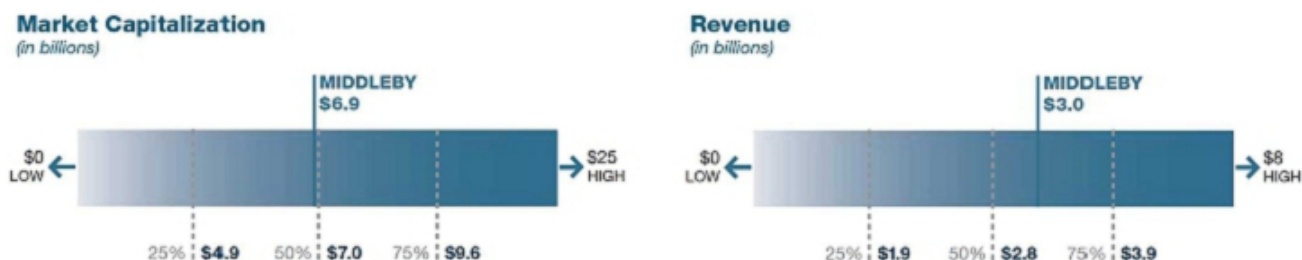 Market Capitalization
(in billions)
MIDDLEBY
$6.9
$0
LOW
$25
HIGH
25% $4.9 50% $7.0 75% $9.6
Revenue
(in billions)
MIDDLEBY
$3.0
$0
LOW
$8
HIGH
25% $1.9 50% $2.8 75% $3.9